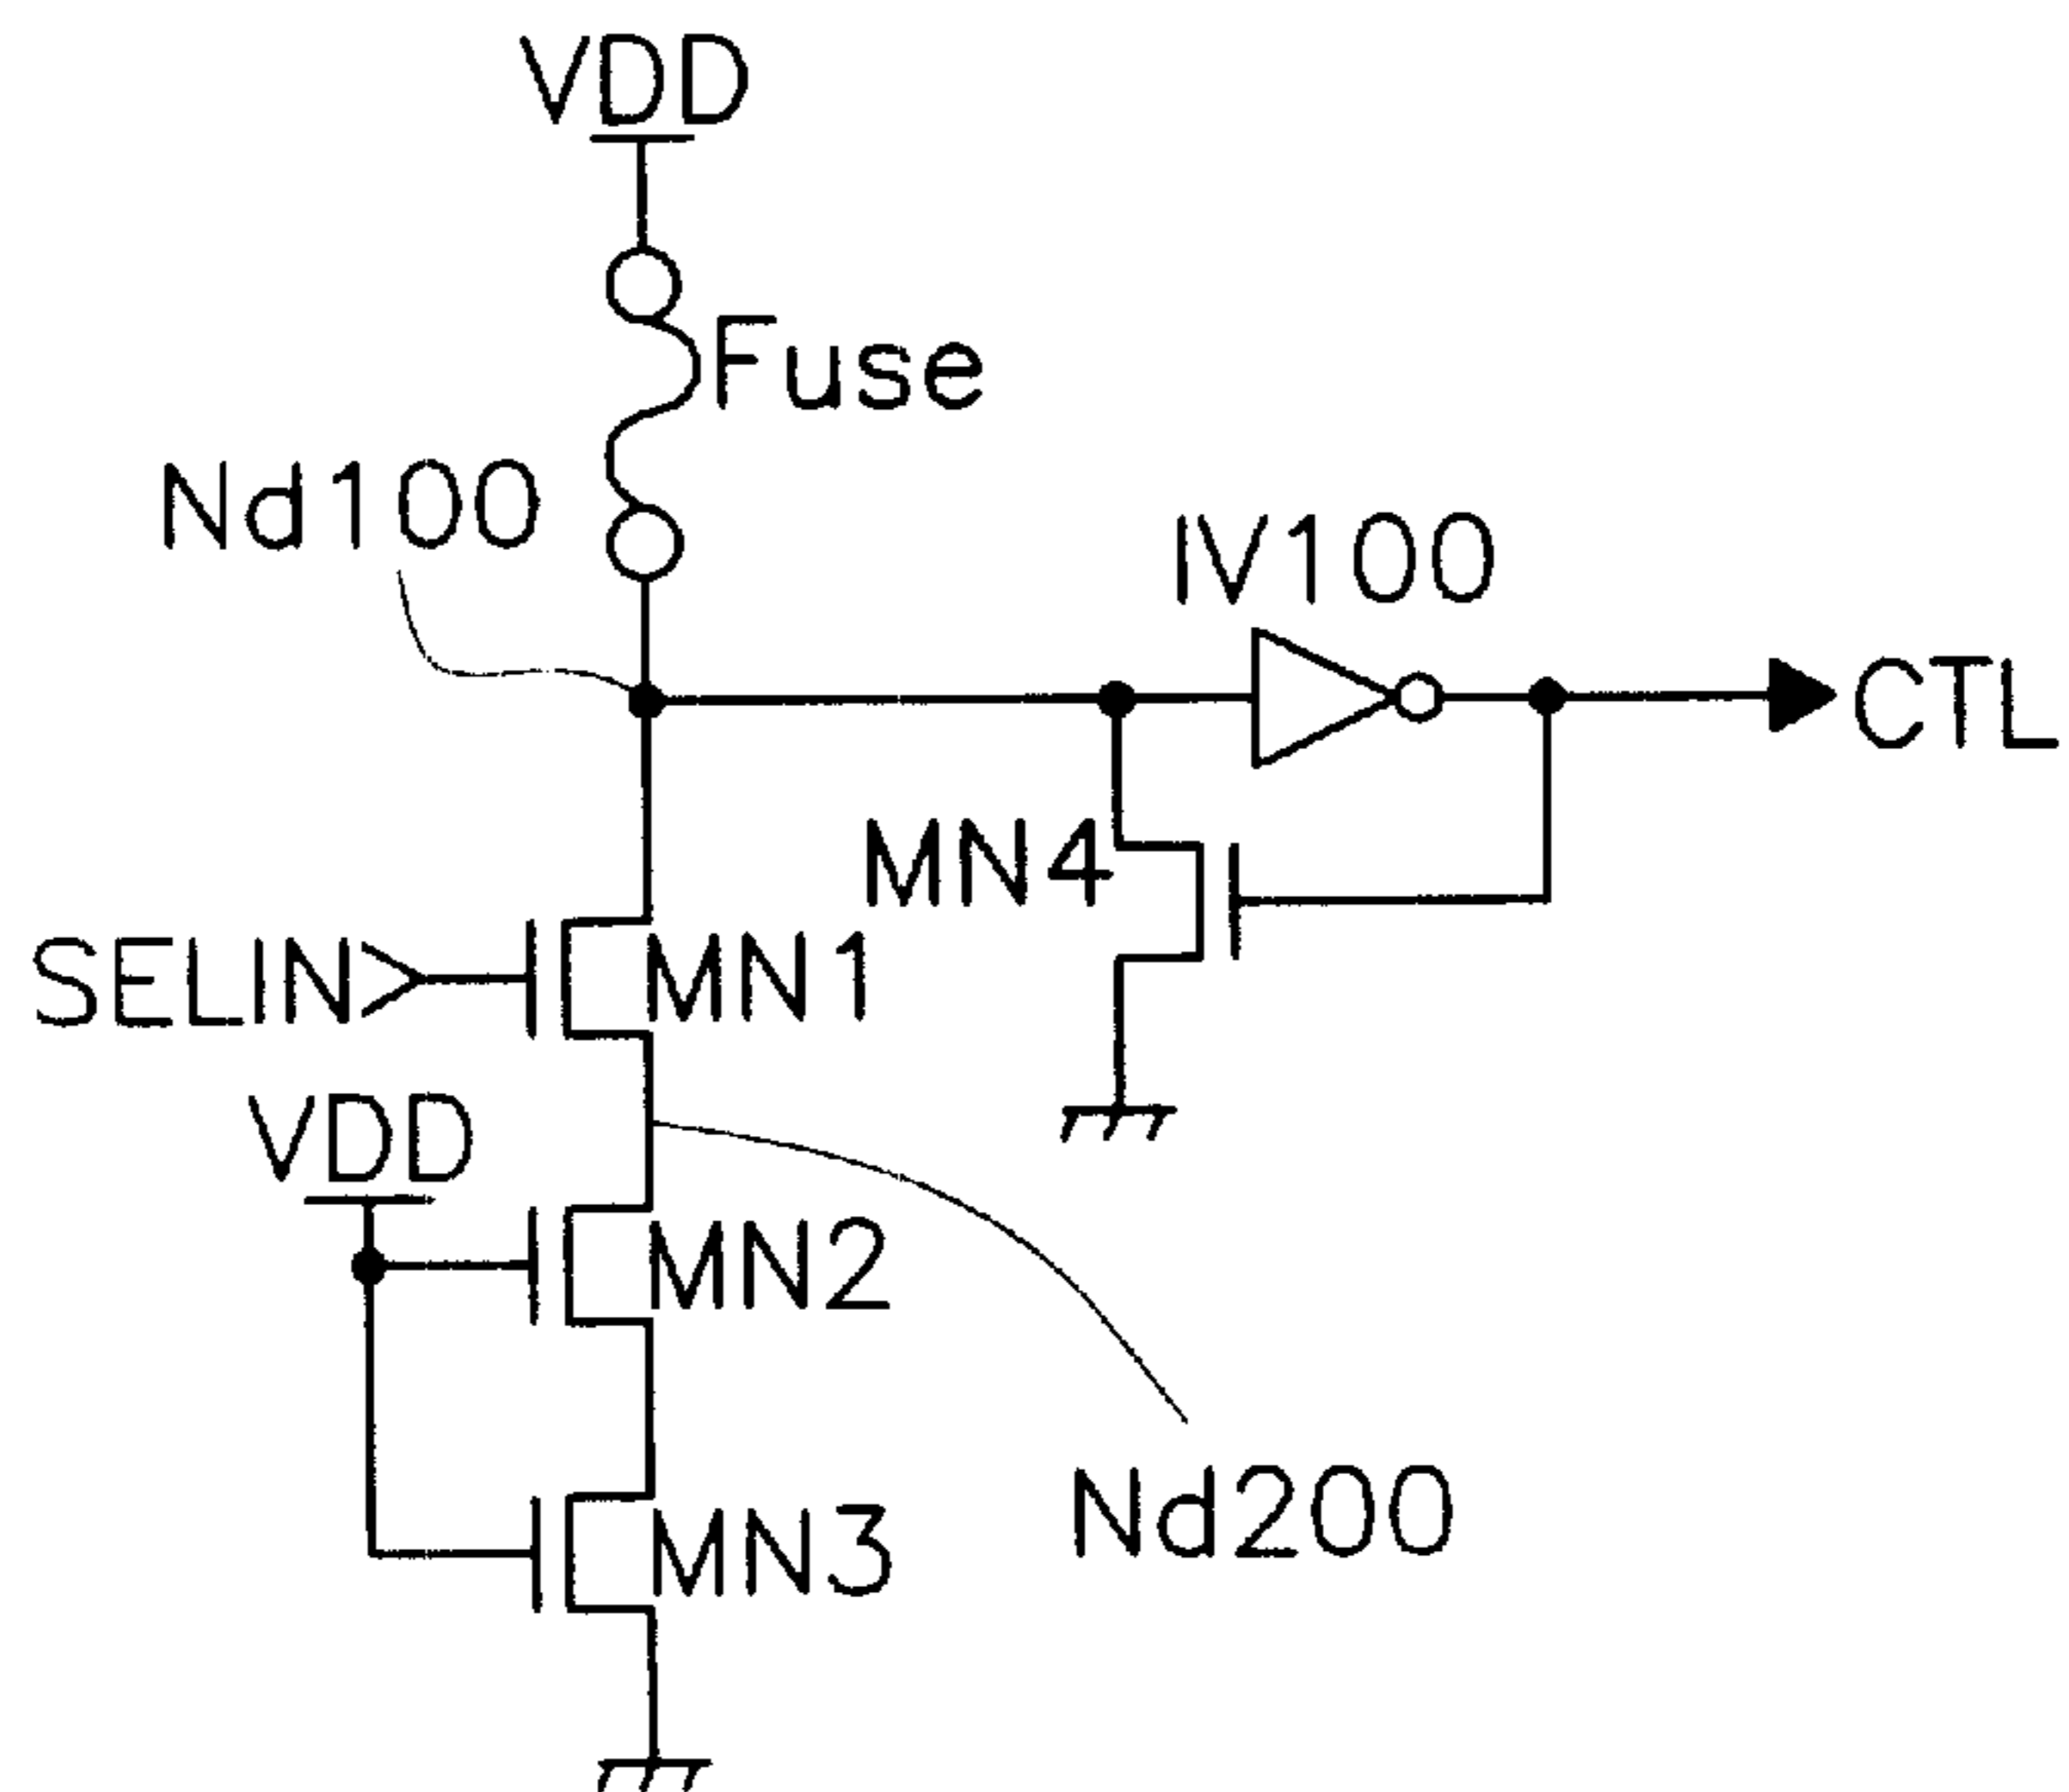 VDD
Fuse
Nd100
IV100
CTL
MN4
SELIN
MN1
VDD
MN2
Nd200
MN3